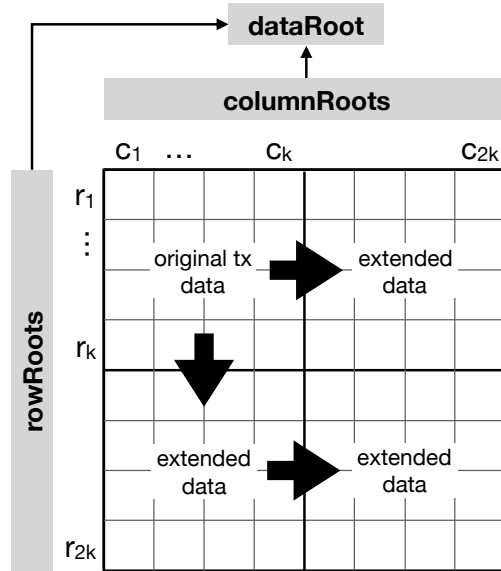 dataRoot
columnRoots
c1 ... ck c2k
rowRoots
r1
...
rk
r2k
original tx
data
extended
data
extended
data
extended
data